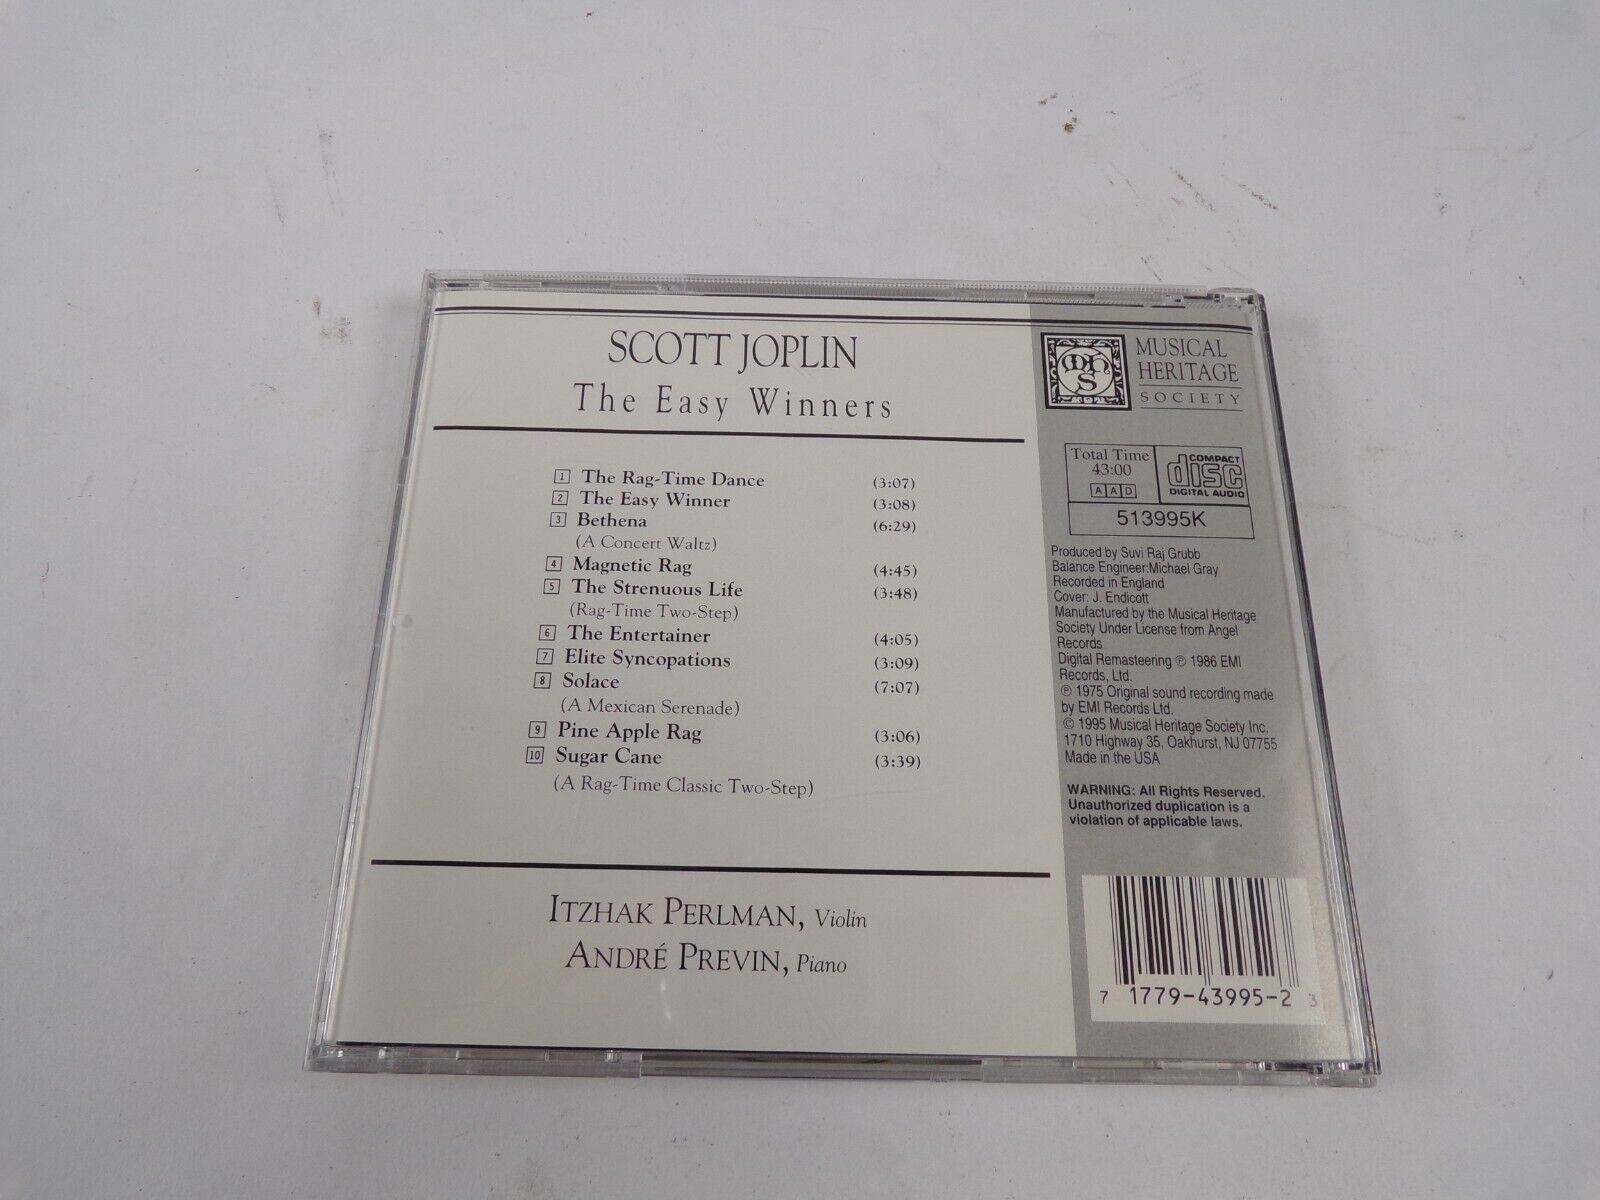 SCOTT JOPLIN
The Easy Winners
1 The Rag-Time Dance (3:07)
2 The Easy Winner (3:08)
3 Bethena (6:29)
(A Concert Waltz)
4 Magnetic Rag (4:45)
5 The Strenuous Life (3:48)
(Rag-Time Two-Step)
6 The Entertainer (4:05)
7 Elite Syncopations (3:09)
8 Solace (7:07)
(A Mexican Serenade)
9 Pine Apple Rag (3:06)
10 Sugar Cane (3:39)
(A Rag-Time Classic Two-Step)
ITZHAK PERLMAN, Violin
ANDRÉ PREVIN, Piano
mhs
MUSICAL
HERITAGE
SOCIETY
Total Time
43:00
AAD
COMPACT
disc
DIGITAL AUDIO
513995K
Produced by Suvi Raj Grubb
Balance Engineer:Michael Gray
Recorded in England
Cover: J. Endicott
Manufactured by the Musical Heritage
Society Under License from Angel
Records
Digital Remastering ℗ 1986 EMI
Records, Ltd.
℗ 1975 Original sound recording made
by EMI Records Ltd.
© 1995 Musical Heritage Society Inc.
1710 Highway 35, Oakhurst, NJ 07755
Made in the USA
WARNING: All Rights Reserved.
Unauthorized duplication is a
violation of applicable laws.
7 1779-43995-2 3